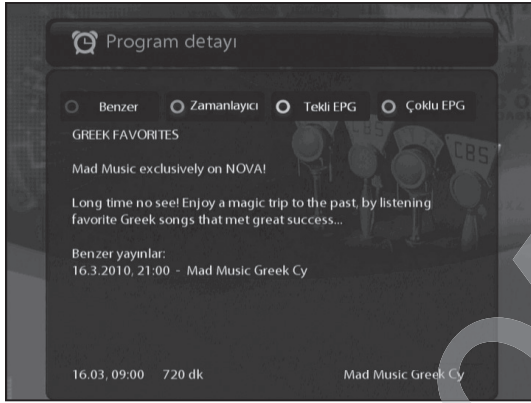 Program detayı
Benzer Zamanlayıcı Tekli EPG Çoklu EPG
GREEK FAVORITES
Mad Music exclusively on NOVA!
Long time no see! Enjoy a magic trip to the past, by listening
favorite Greek songs that met great success...
Benzer yayınlar:
16.3.2010, 21:00 - Mad Music Greek Cy
16.03, 09:00 720 dk Mad Music Greek Cy
CBS
CBS